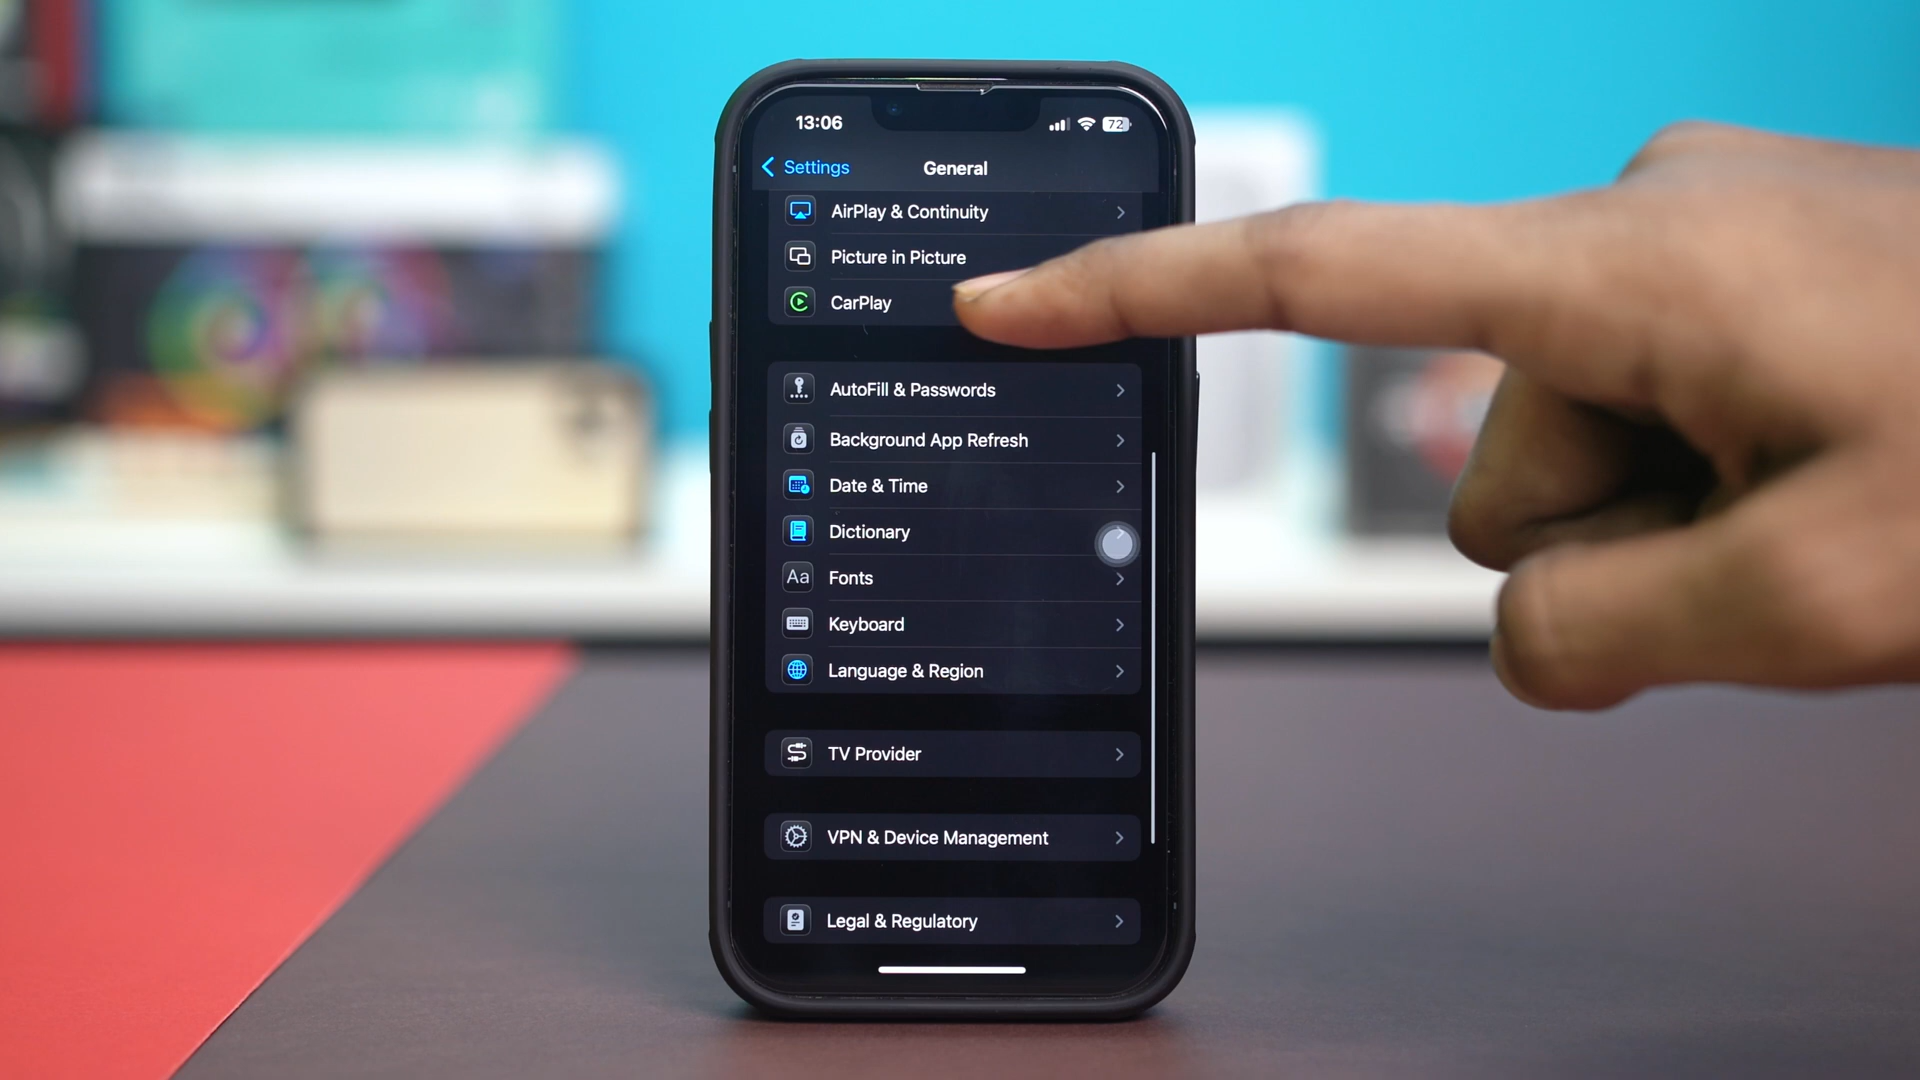 13:06
72
Settings
General
AirPlay & Continuity
Picture in Picture
CarPlay
AutoFill & Passwords
Background App Refresh
Date & Time
Dictionary
Aa
Fonts
Keyboard
Language & Region
TV Provider
VPN & Device Management
Legal & Regulatory